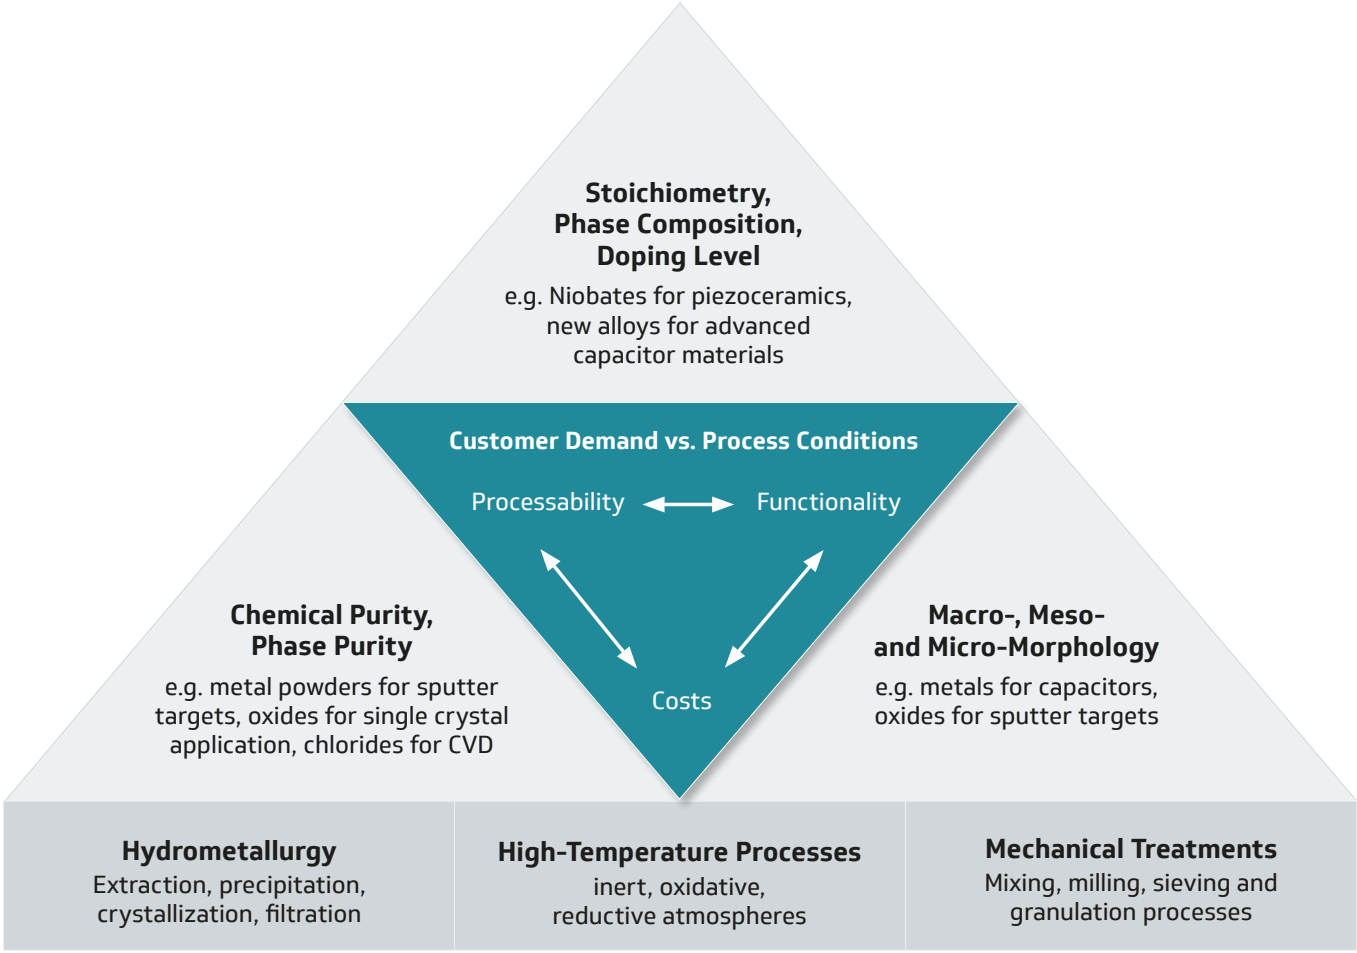 Stoichiometry,
Phase Composition,
Doping Level
e.g. Niobates for piezoceramics,
new alloys for advanced
capacitor materials
Customer Demand vs. Process Conditions
Processability
Functionality
Costs
Chemical Purity,
Phase Purity
e.g. metal powders for sputter
targets, oxides for single crystal
application, chlorides for CVD
Macro-, Meso-
and Micro-Morphology
e.g. metals for capacitors,
oxides for sputter targets
Hydrometallurgy
Extraction, precipitation,
crystallization, filtration
High-Temperature Processes
inert, oxidative,
reductive atmospheres
Mechanical Treatments
Mixing, milling, sieving and
granulation processes